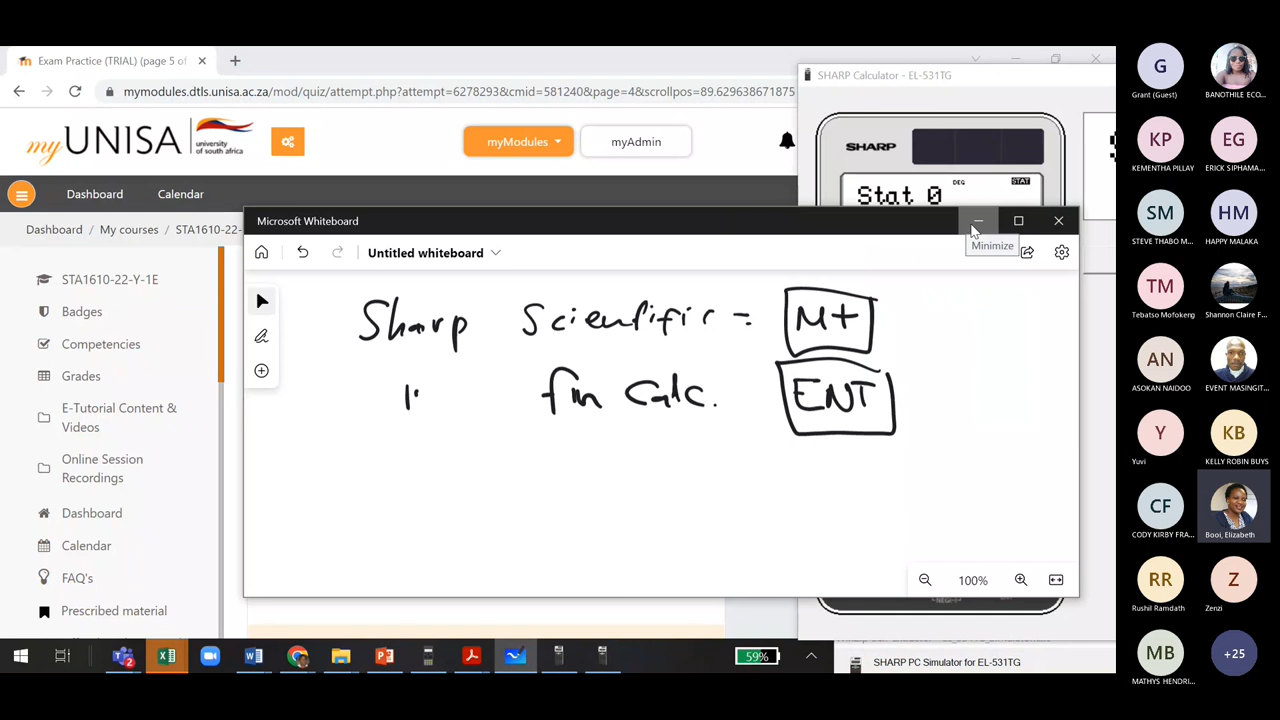 Exam Practice (TRIAL) (page 5 of
mymodules.dtls.unisa.ac.za/mod/quiz/attempt.php?attempt=6278293&cmid=581240&page=4&scrollpos=89.629638671875
SHARP Calculator - EL-531TG
my UNISA university of south africa
myModules
myAdmin
SHARP
DEG STAT
Stat 0
Dashboard Calendar
Dashboard / My courses / STA1610-22-
STA1610-22-Y-1E
Badges
Competencies
Grades
E-Tutorial Content &
Videos
Online Session
Recordings
Dashboard
Calendar
FAQ's
Prescribed material
Microsoft Whiteboard
Minimize
Untitled whiteboard
Sharp Scientific = M+
" fin Calc. ENT
100%
59%
SHARP PC Simulator for EL-531TG
G
Grant (Guest)
BANOTHILE ECO...
KP
KEMENTHA PILLAY
EG
ERICK SIPHAMA...
SM
STEVE THABO M...
HM
HAPPY MALAKA
TM
Tebatso Mofokeng
Shannon Claire F...
AN
ASOKAN NAIDOO
EVENT MASINGIT...
Y
Yuvi
KB
KELLY ROBIN BUYS
CF
CODY KIRBY FRA...
Booi, Elizabeth
RR
Rushil Ramdath
Z
Zenzi
MB
MATHYS HENDRI...
+25